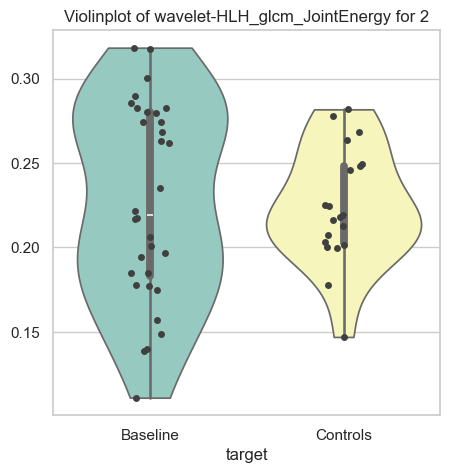 Violinplot of wavelet-HLH_glcm_JointEnergy for 2
0.30
0.25
0.20
0.15
Baseline
Controls
target